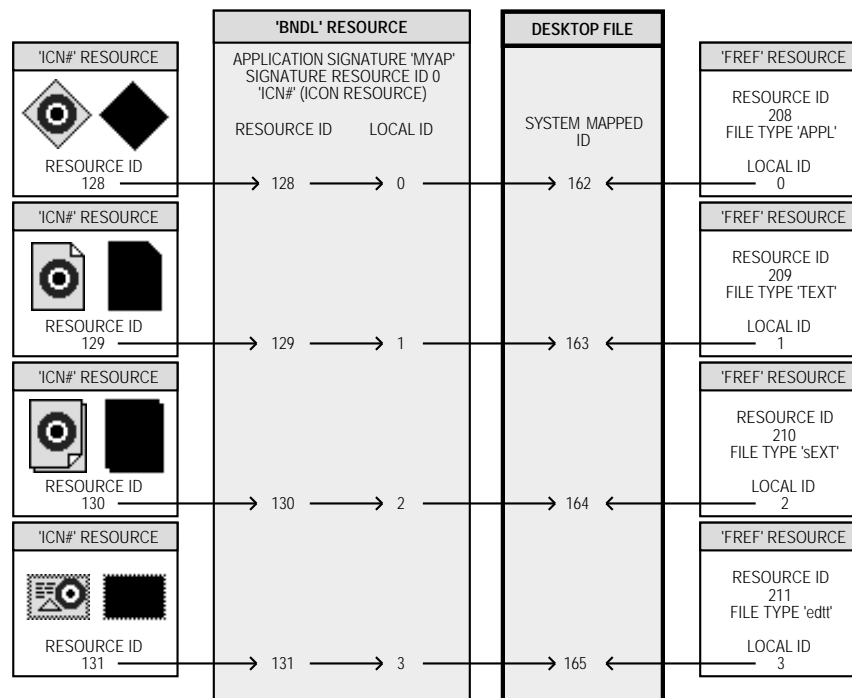 'BNDL' RESOURCE
DESKTOP FILE
'ICN#' RESOURCE
APPLICATION SIGNATURE 'MYAP'
SIGNATURE RESOURCE ID 0
'ICN#' (ICON RESOURCE)
'FREF' RESOURCE
RESOURCE ID
LOCAL ID
SYSTEM MAPPED
ID
RESOURCE ID
208
FILE TYPE 'APPL'
RESOURCE ID
128
128
0
162
LOCAL ID
0
'ICN#' RESOURCE
'FREF' RESOURCE
RESOURCE ID
209
FILE TYPE 'TEXT'
RESOURCE ID
129
129
1
163
LOCAL ID
1
'ICN#' RESOURCE
'FREF' RESOURCE
RESOURCE ID
210
FILE TYPE 'sEXT'
RESOURCE ID
130
130
2
164
LOCAL ID
2
'ICN#' RESOURCE
'FREF' RESOURCE
RESOURCE ID
211
FILE TYPE 'edtt'
RESOURCE ID
131
131
3
165
LOCAL ID
3